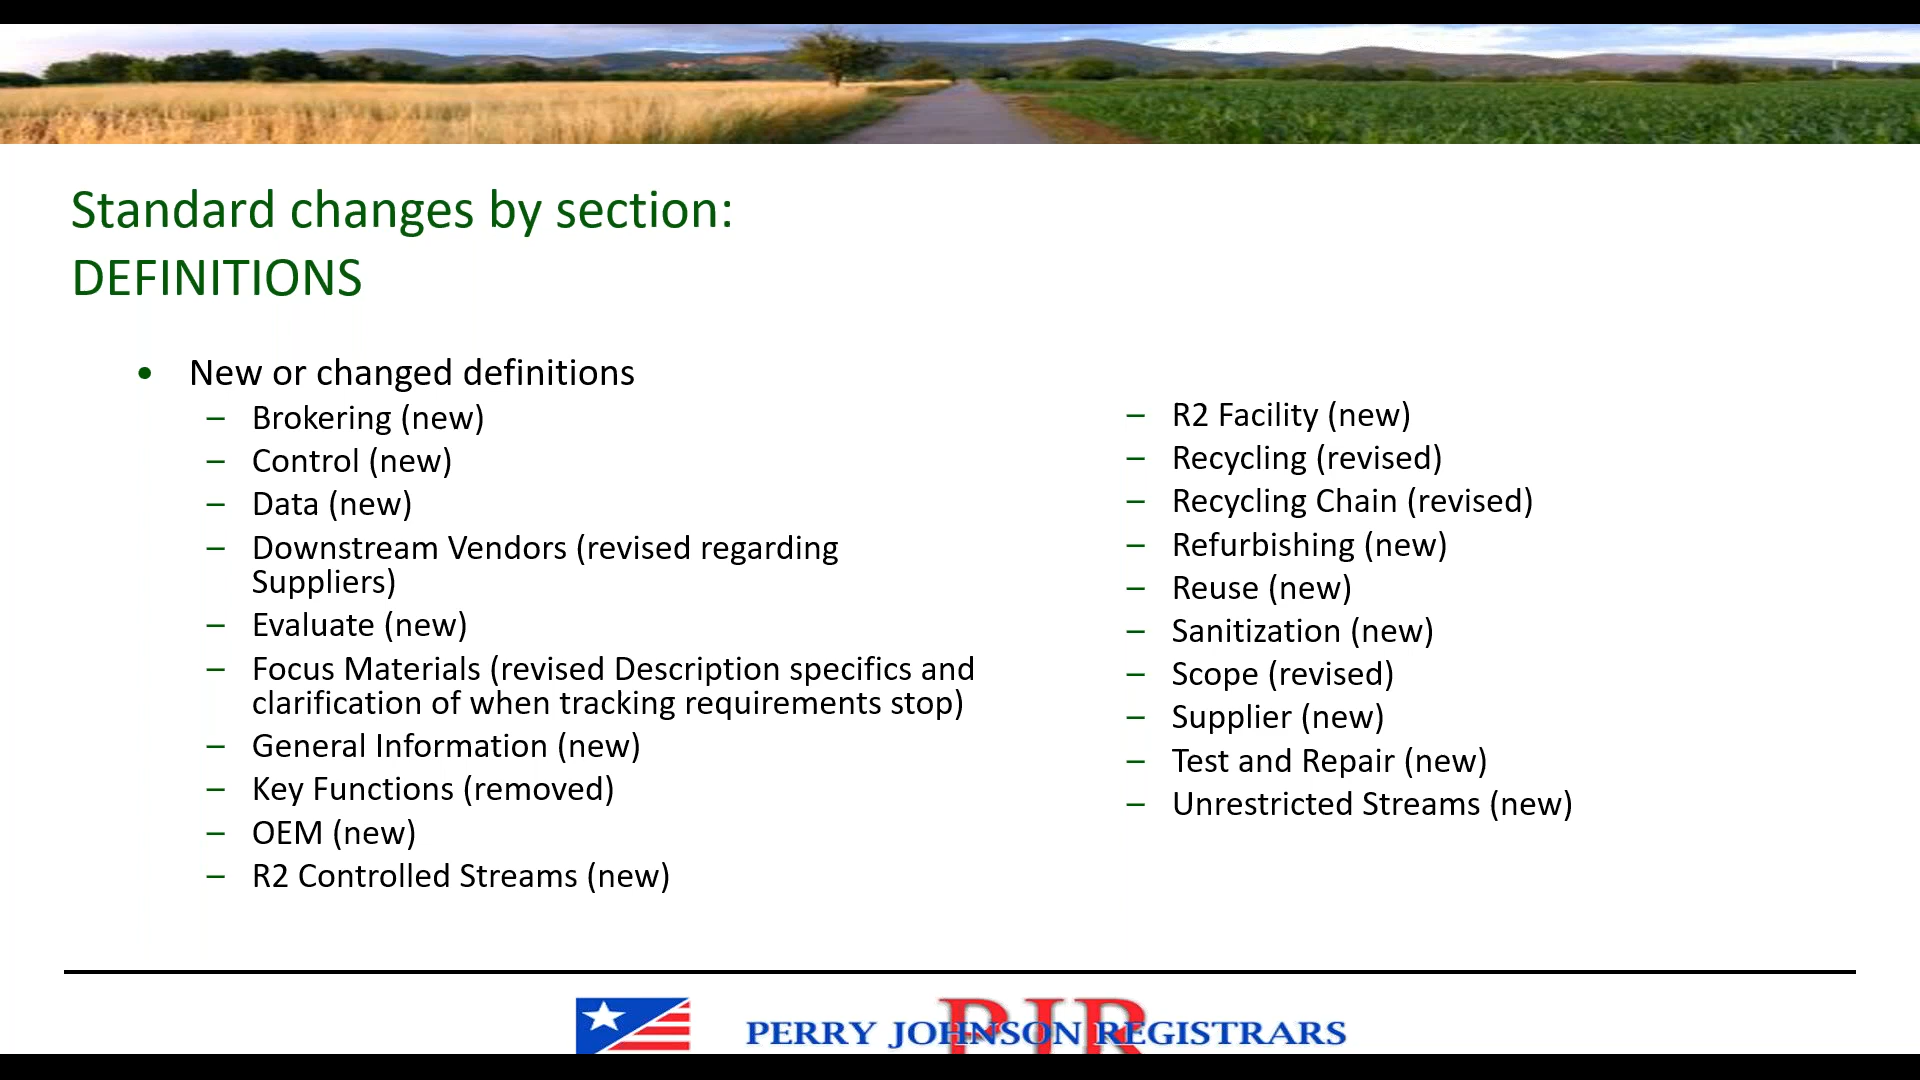 Standard changes by section:
DEFINITIONS
• New or changed definitions
– Brokering (new)
– Control (new)
– Data (new)
– Downstream Vendors (revised regarding
Suppliers)
– Evaluate (new)
– Focus Materials (revised Description specifics and
clarification of when tracking requirements stop)
– General Information (new)
– Key Functions (removed)
– OEM (new)
– R2 Controlled Streams (new)
– R2 Facility (new)
– Recycling (revised)
– Recycling Chain (revised)
– Refurbishing (new)
– Reuse (new)
– Sanitization (new)
– Scope (revised)
– Supplier (new)
– Test and Repair (new)
– Unrestricted Streams (new)
PJR
PERRY JOHNSON REGISTRARS